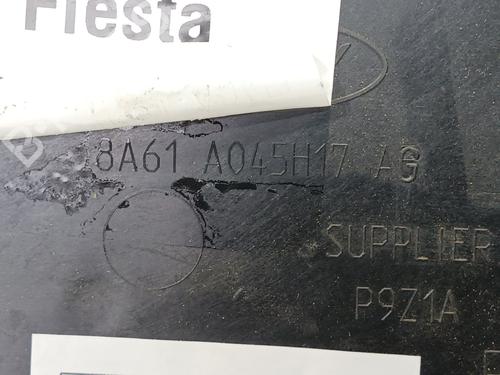 Fiesta
8A61 A045H17 AG
SUPPLIER
P9Z1A